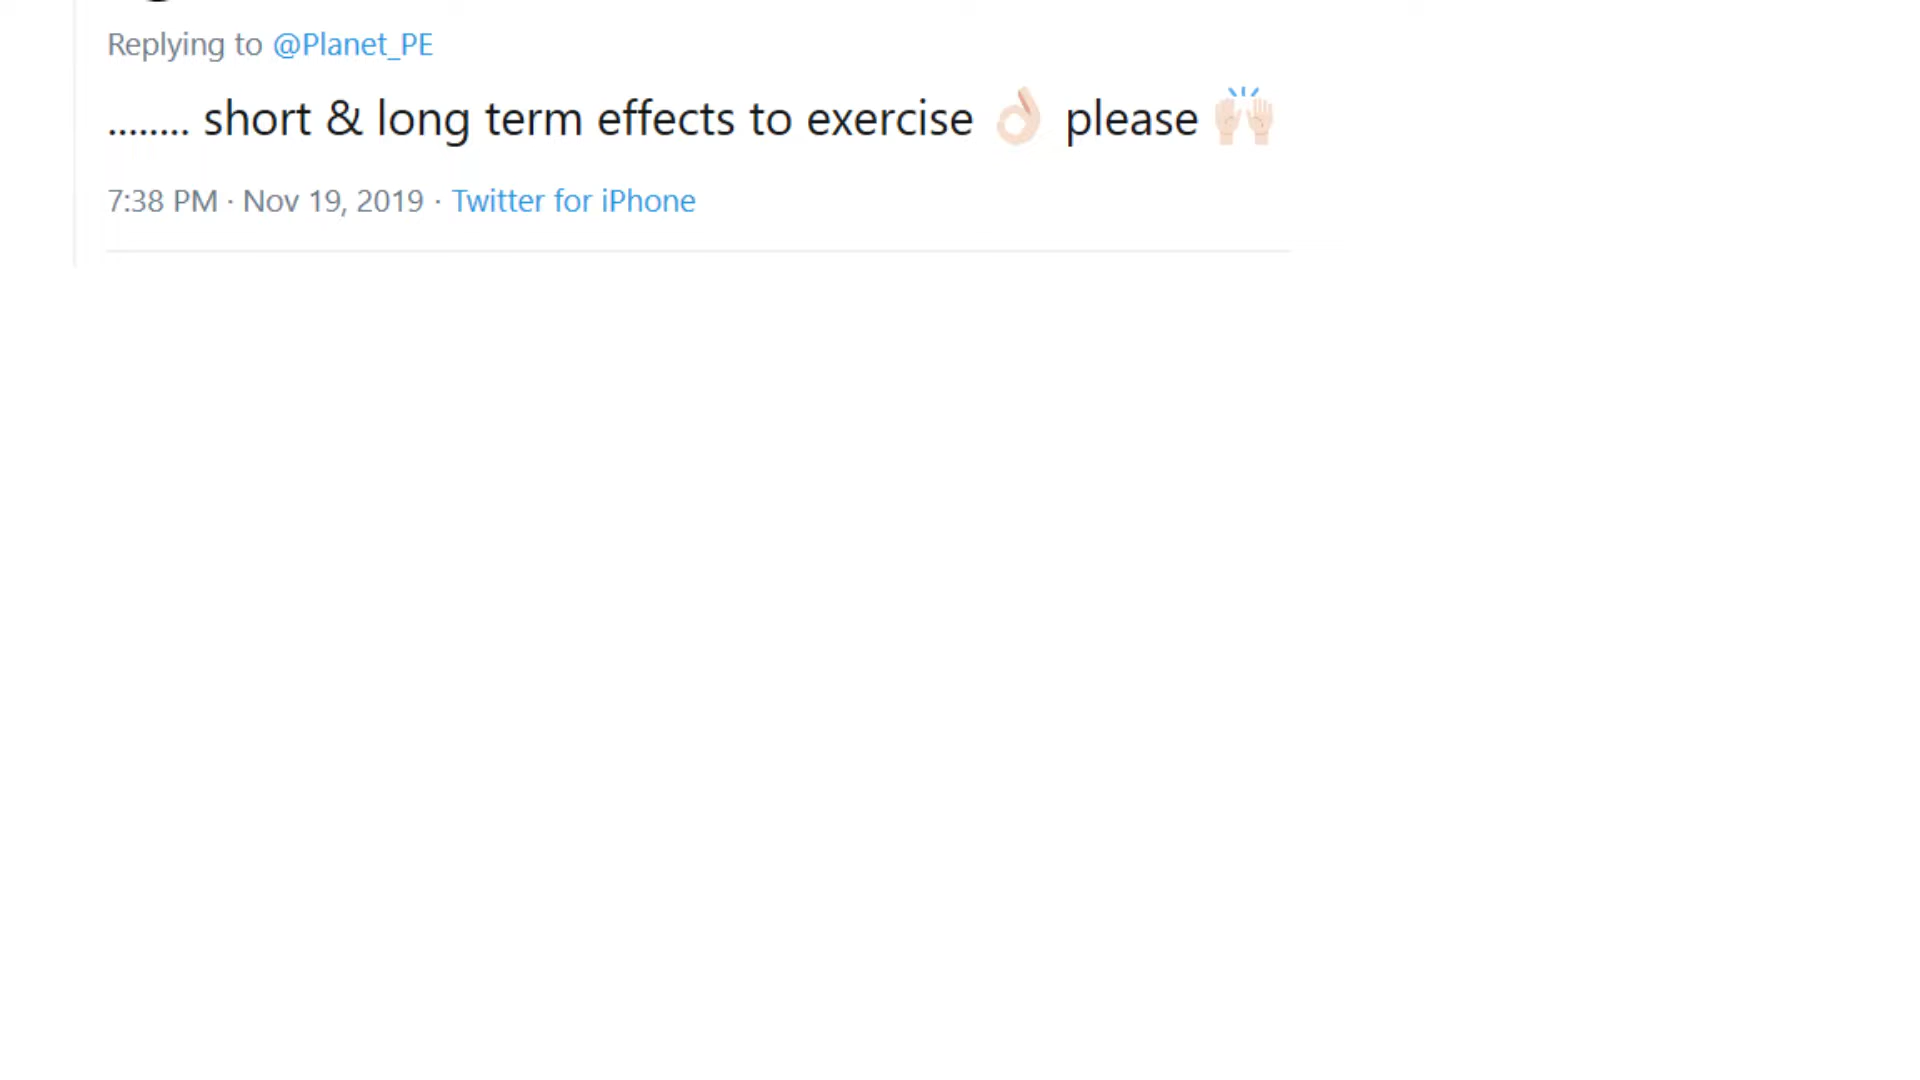 Replying to @Planet_PE
........ short & long term effects to exercise 👌🏻 please 🙌🏻
7:38 PM · Nov 19, 2019 · Twitter for iPhone